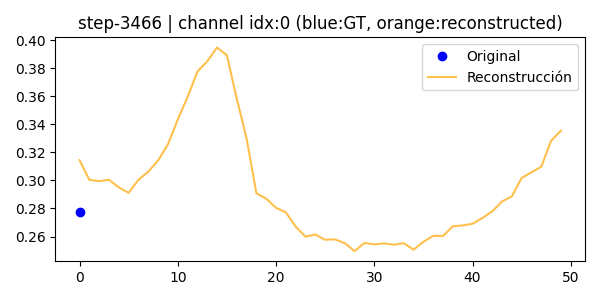 step-3466 | channel idx:0 (blue:GT, orange:reconstructed)
Original
Reconstrucción
0.40
0.38
0.36
0.34
0.32
0.30
0.28
0.26
0 10 20 30 40 50